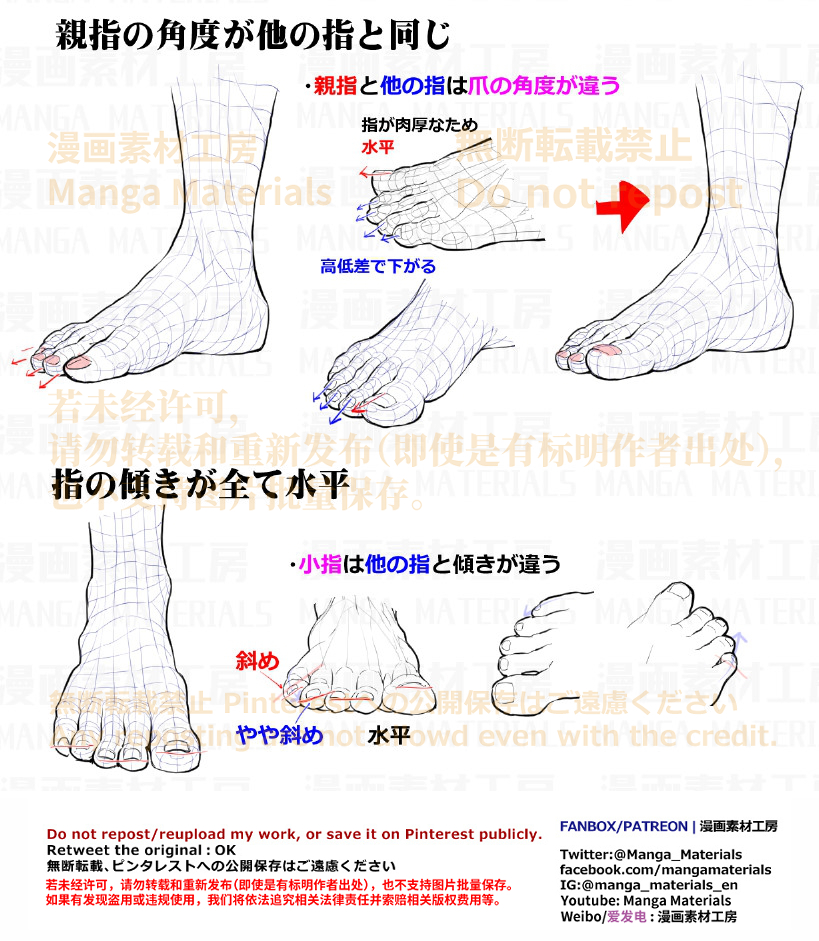 親指の角度が他の指と同じ
・親指と他の指は爪の角度が違う
指が肉厚なため
水平
漫画素材工房
Manga Materials
無断転載禁止
Do not repost
高低差で下がる
若未经许可，
请勿转载和重新发布(即使是有标明作者出处)，
也不支持图片批量保存。
指の傾きが全て水平
・小指は他の指と傾きが違う
斜め
やや斜め
水平
無断転載禁止 Pinterestへの公開保存はご遠慮ください
Any reposting are not allowd even with the credit.
Do not repost/reupload my work, or save it on Pinterest publicly.
Retweet the original : OK
無断転載、ピンタレストへの公開保存はご遠慮ください
若未经许可，请勿转载和重新发布(即使是有标明作者出处)，也不支持图片批量保存。
如果有发现盗用或违规使用，我们将依法追究相关法律责任并索赔相关版权费用等。
FANBOX/PATREON | 漫画素材工房
Twitter:@Manga_Materials
facebook.com/mangamaterials
IG:@manga_materials_en
Youtube: Manga Materials
Weibo/爱发电 : 漫画素材工房